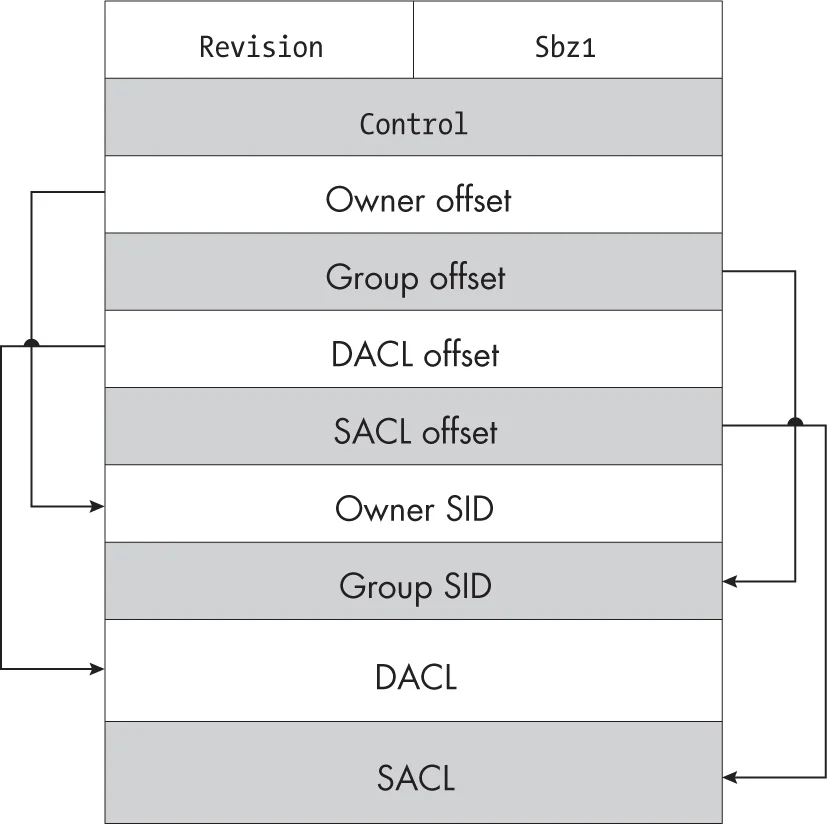 Revision Sbz1
Control
Owner offset
Group offset
DACL offset
SACL offset
Owner SID
Group SID
DACL
SACL